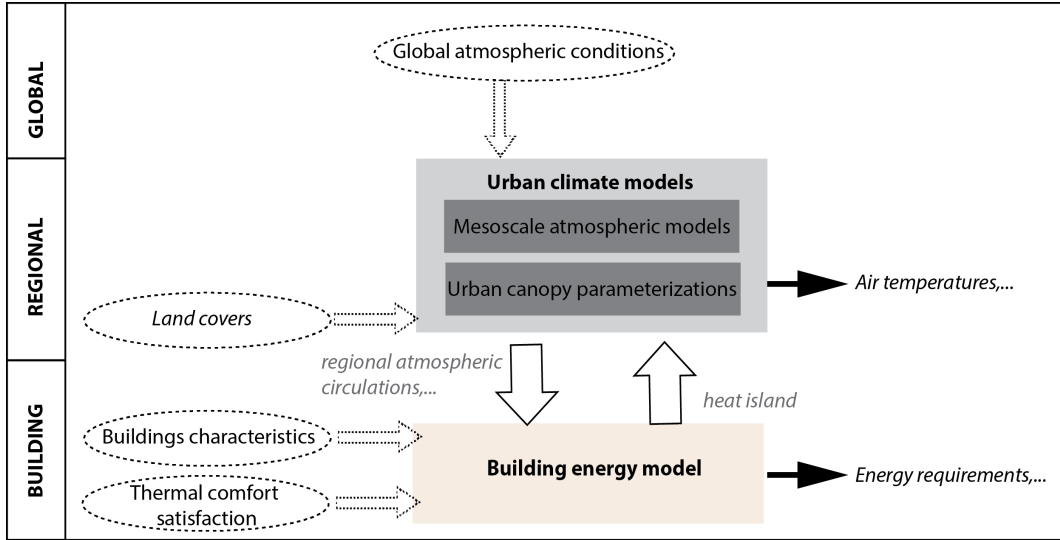 GLOBAL
Global atmospheric conditions
REGIONAL
Urban climate models
Mesoscale atmospheric models
Urban canopy parameterizations
Air temperatures,...
Land covers
regional atmospheric
circulations,...
heat island
BUILDING
Buildings characteristics
Building energy model
Energy requirements,...
Thermal comfort
satisfaction